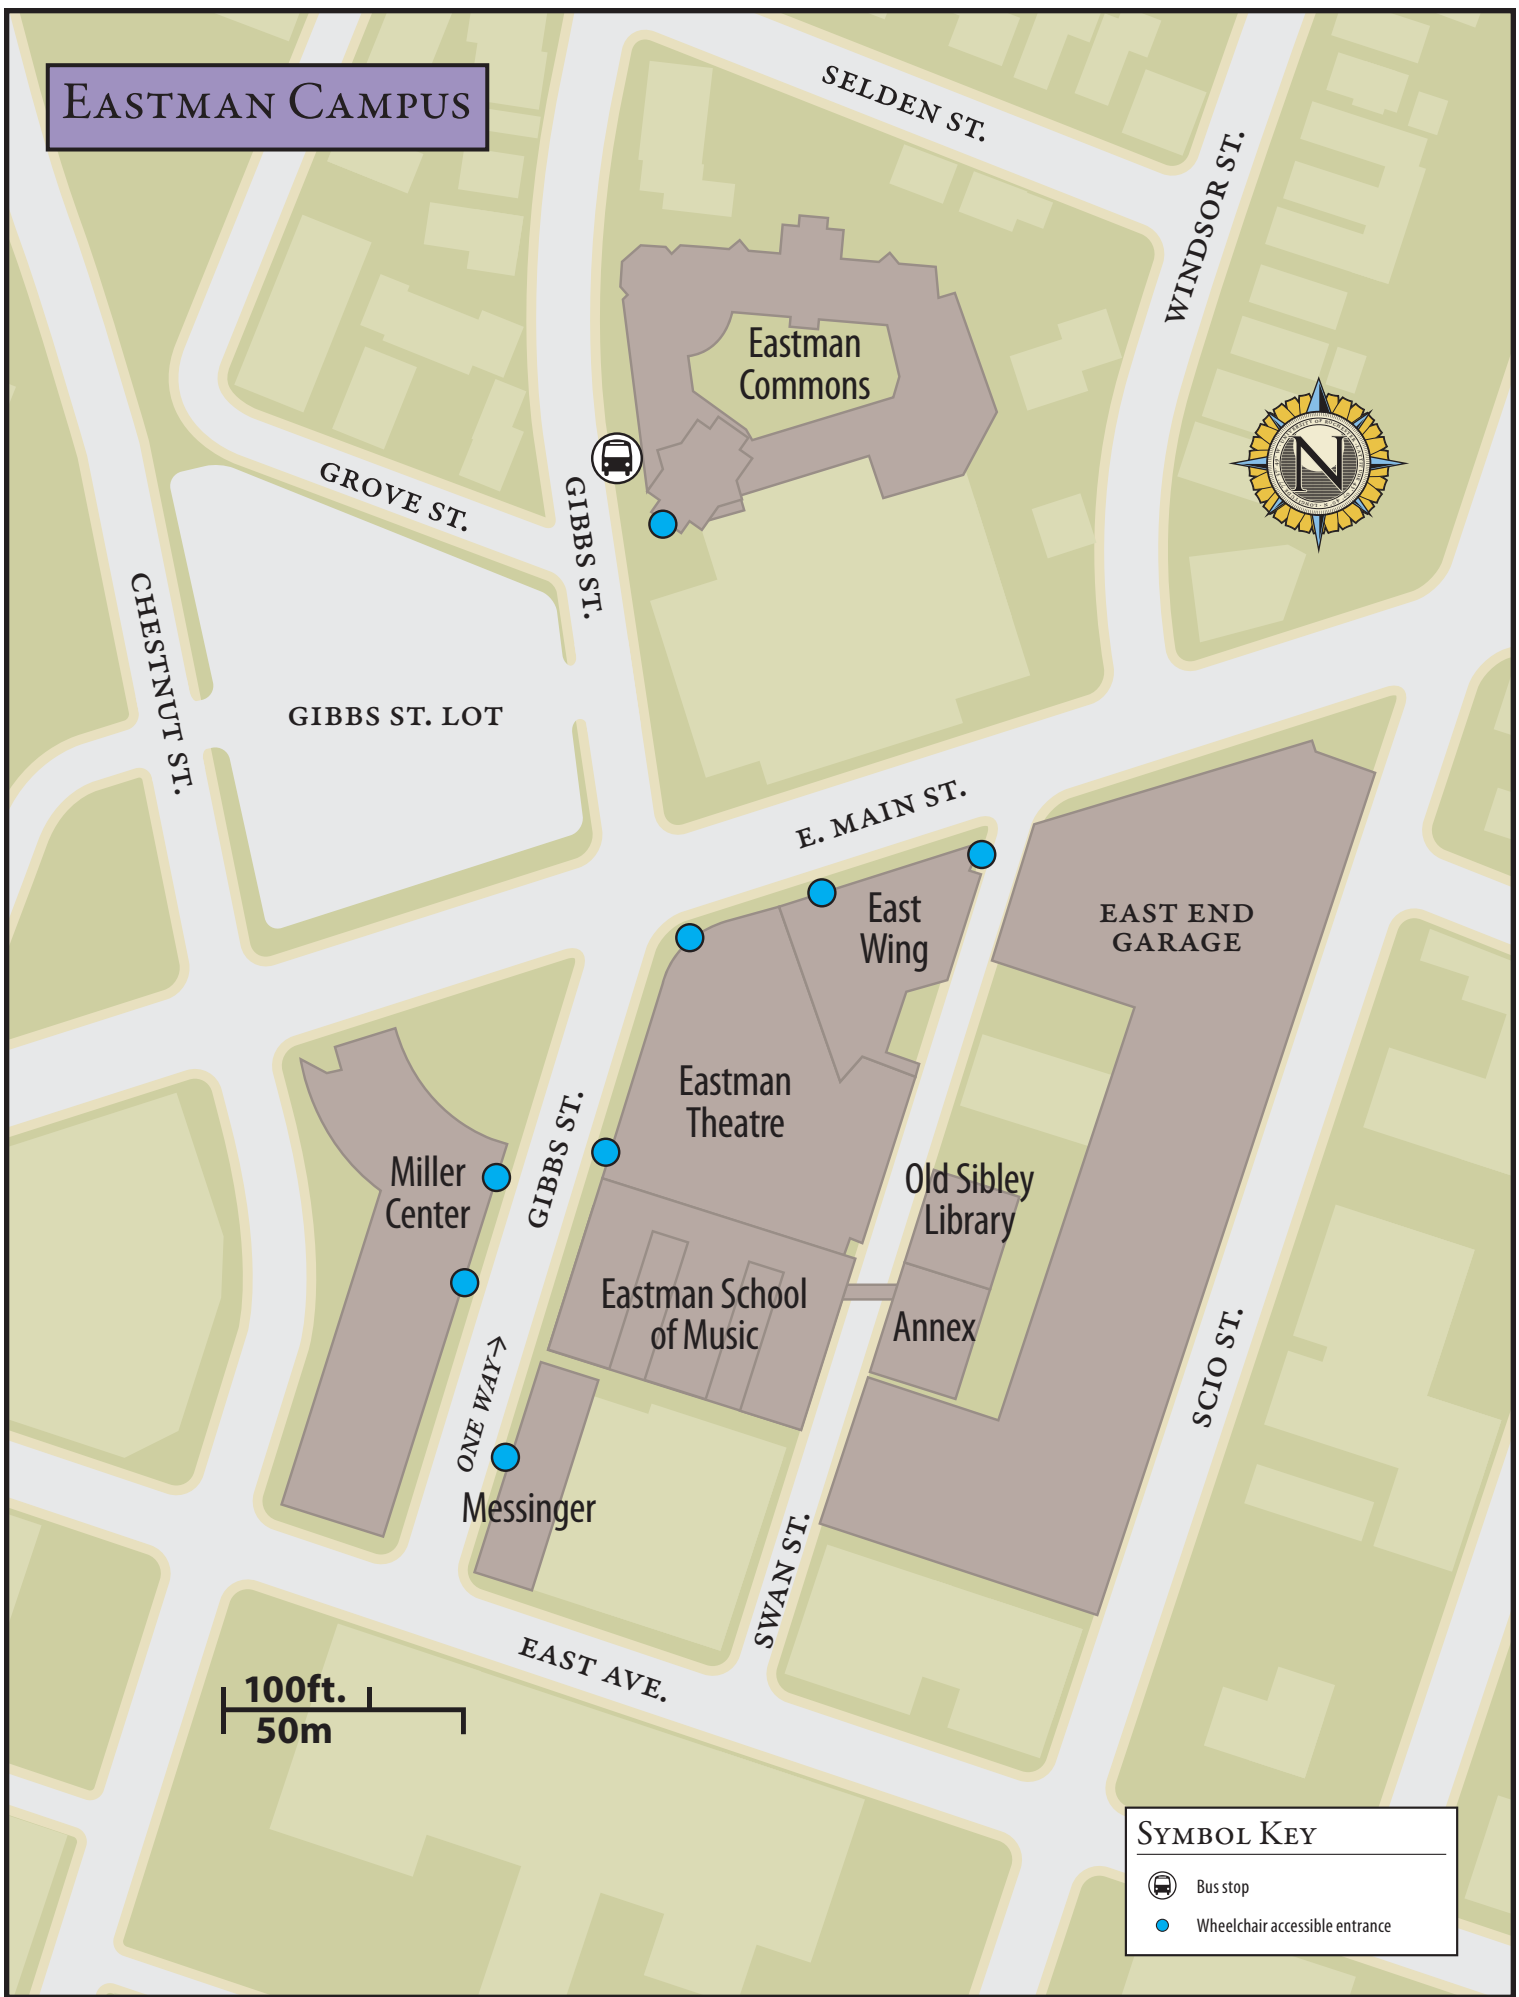 EASTMAN CAMPUS
SELDEN ST.
WINDSOR ST.
Eastman
Commons
N
GROVE ST.
GIBBS ST.
CHESTNUT ST.
GIBBS ST. LOT
E. MAIN ST.
East
Wing
EAST END
GARAGE
Eastman
Theatre
GIBBS ST.
Miller
Center
Old Sibley
Library
Eastman School
of Music
Annex
ONE WAY→
SCIO ST.
Messinger
SWAN ST.
EAST AVE.
100ft.
50m
SYMBOL KEY
Bus stop
Wheelchair accessible entrance